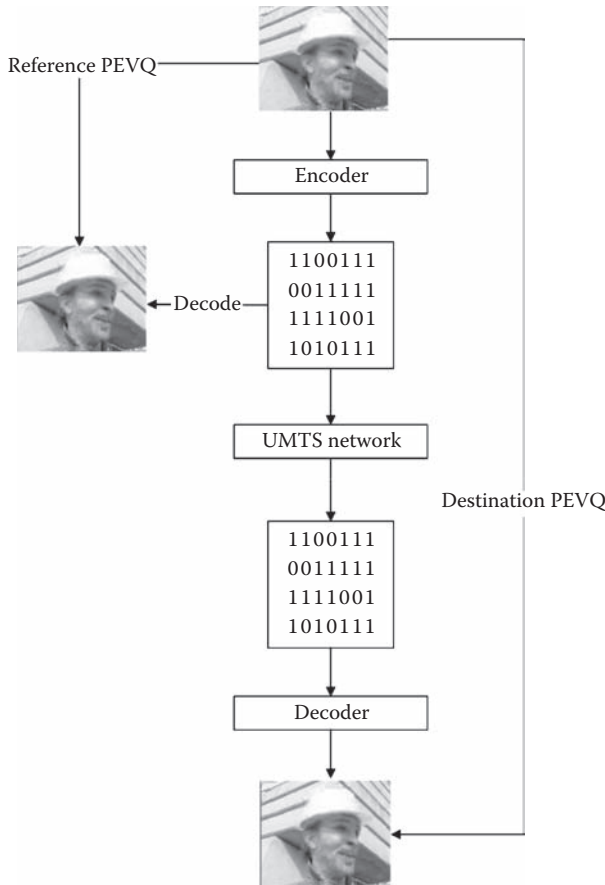 Reference PEVQ
Encoder
1100111
0011111
1111001
1010111
Decode
UMTS network
Destination PEVQ
1100111
0011111
1111001
1010111
Decoder